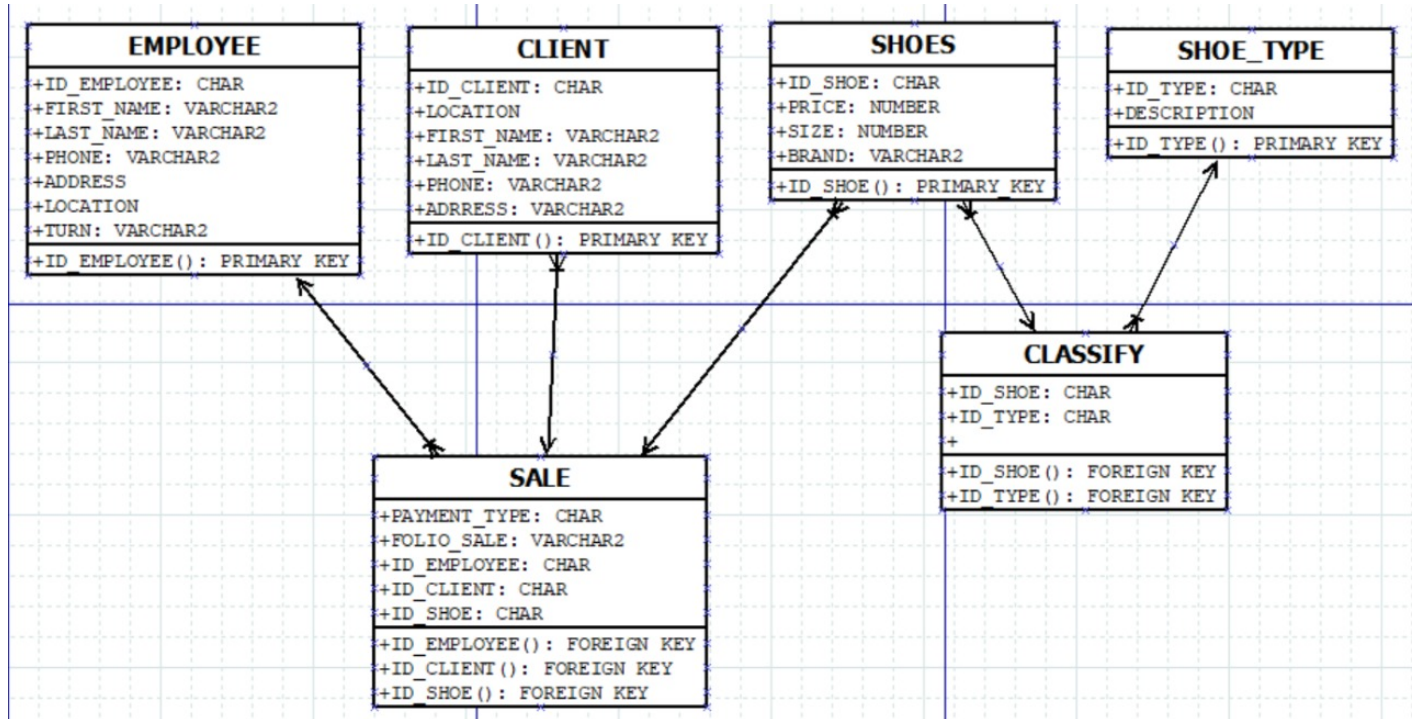 EMPLOYEE
+ID_EMPLOYEE: CHAR
+FIRST_NAME: VARCHAR2
+LAST_NAME: VARCHAR2
+PHONE: VARCHAR2
+ADDRESS
+LOCATION
+TURN: VARCHAR2
+ID_EMPLOYEE(): PRIMARY KEY
CLIENT
+ID_CLIENT: CHAR
+LOCATION
+FIRST_NAME: VARCHAR2
+LAST_NAME: VARCHAR2
+PHONE: VARCHAR2
+ADRRESS: VARCHAR2
+ID_CLIENT(): PRIMARY KEY
SHOES
+ID_SHOE: CHAR
+PRICE: NUMBER
+SIZE: NUMBER
+BRAND: VARCHAR2
+ID_SHOE(): PRIMARY_KEY
SHOE_TYPE
+ID_TYPE: CHAR
+DESCRIPTION
+ID_TYPE(): PRIMARY KEY
SALE
+PAYMENT_TYPE: CHAR
+FOLIO_SALE: VARCHAR2
+ID_EMPLOYEE: CHAR
+ID_CLIENT: CHAR
+ID_SHOE: CHAR
+ID_EMPLOYEE(): FOREIGN KEY
+ID_CLIENT(): FOREIGN KEY
+ID_SHOE(): FOREIGN KEY
CLASSIFY
+ID_SHOE: CHAR
+ID_TYPE: CHAR
+
+ID_SHOE(): FOREIGN KEY
+ID_TYPE(): FOREIGN KEY